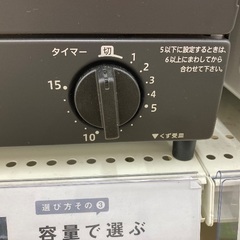 タイマー
切
1
3
5
10
15
5以下に設定するときは、
6以上にまわしてから
合わせて下さい。
▼くず受皿
選び方その3
容量で選ぶ